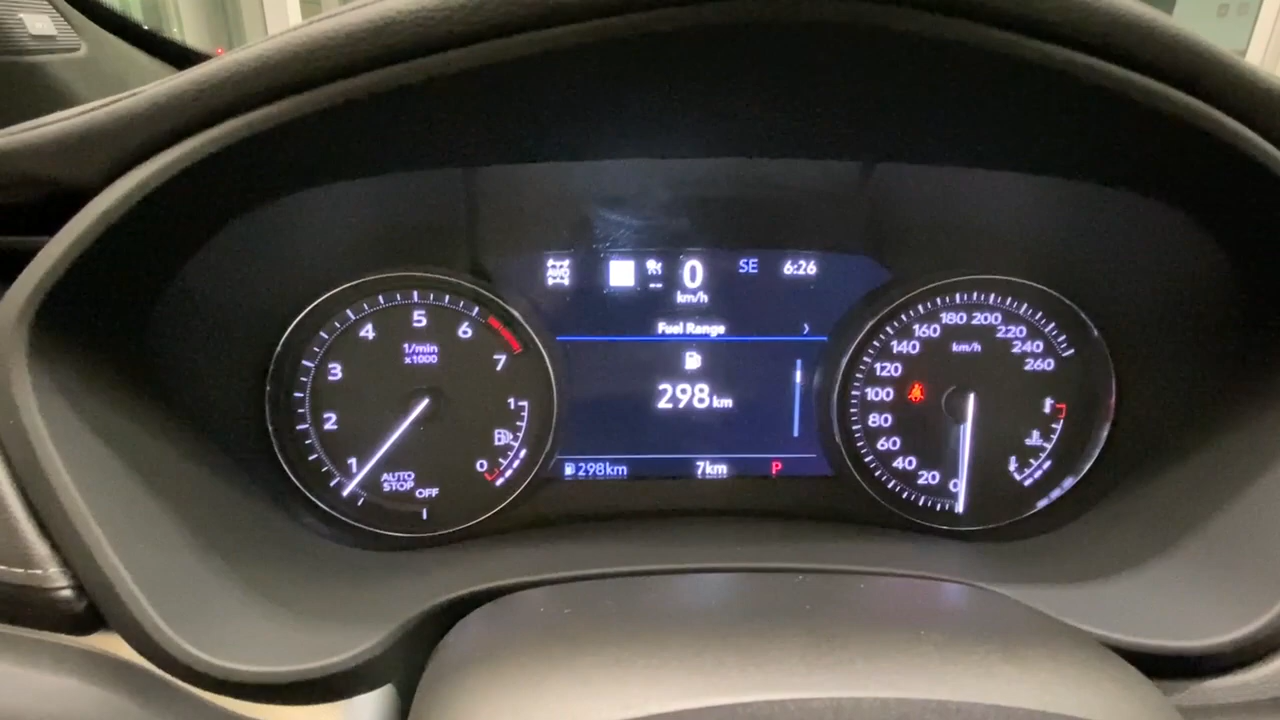 AWD
0
km/h
SE
6:26
Fuel Range
298 km
298km
7km
P
1
2
3
4
5
6
7
1/min
x1000
AUTO
STOP
OFF
1
0
0
20
40
60
80
100
120
140
160
180
200
220
240
260
km/h